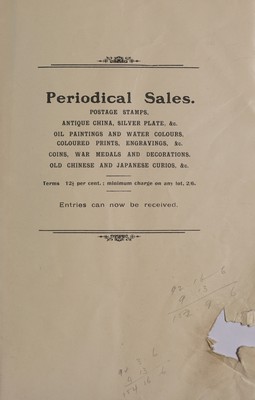 Periodical Sales.
POSTAGE STAMPS,
ANTIQUE CHINA, SILVER PLATE, &c.
OIL PAINTINGS AND WATER COLOURS,
COLOURED PRINTS, ENGRAVINGS, &c.
COINS, WAR MEDALS AND DECORATIONS,
OLD CHINESE AND JAPANESE CURIOS, &c.
Terms 12½ per cent.; minimum charge on any lot, 2/6.
Entries can now be received.